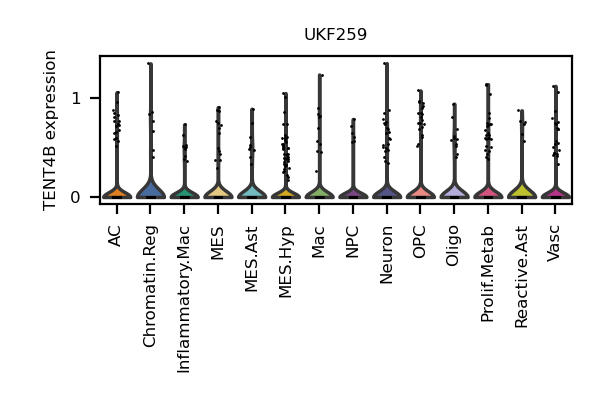 UKF259
TENT4B expression
1
0
AC
Chromatin.Reg
Inflammatory.Mac
MES
MES.Ast
MES.Hyp
Mac
NPC
Neuron
OPC
Oligo
Prolif.Metab
Reactive.Ast
Vasc